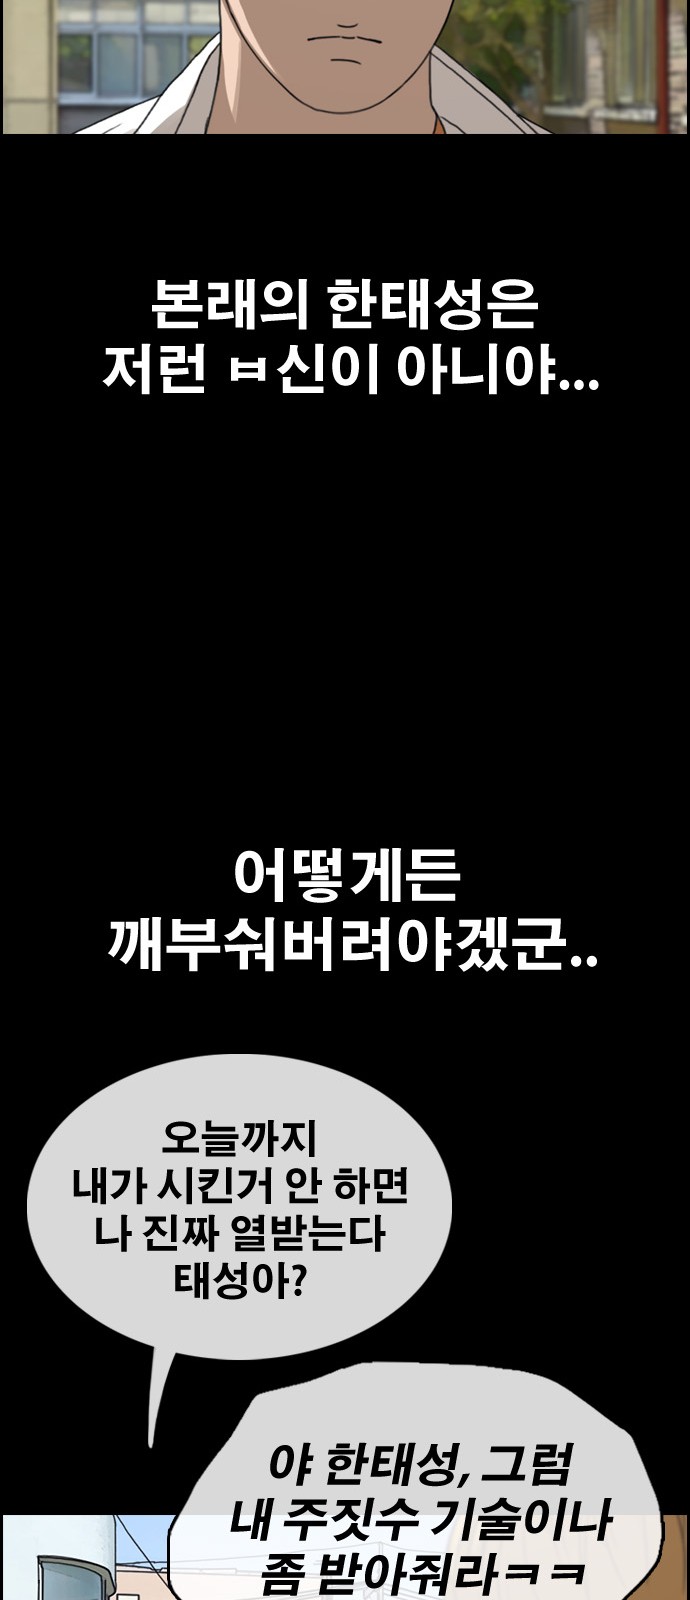 본래의 한태성은
저런 ㅂ신이 아니야...
어떻게든
깨부숴버려야겠군..
오늘까지
내가 시킨거 안 하면
나 진짜 열받는다
태성아?
야 한태성, 그럼
내 주짓수 기술이나
좀 받아줘라ㅋㅋ